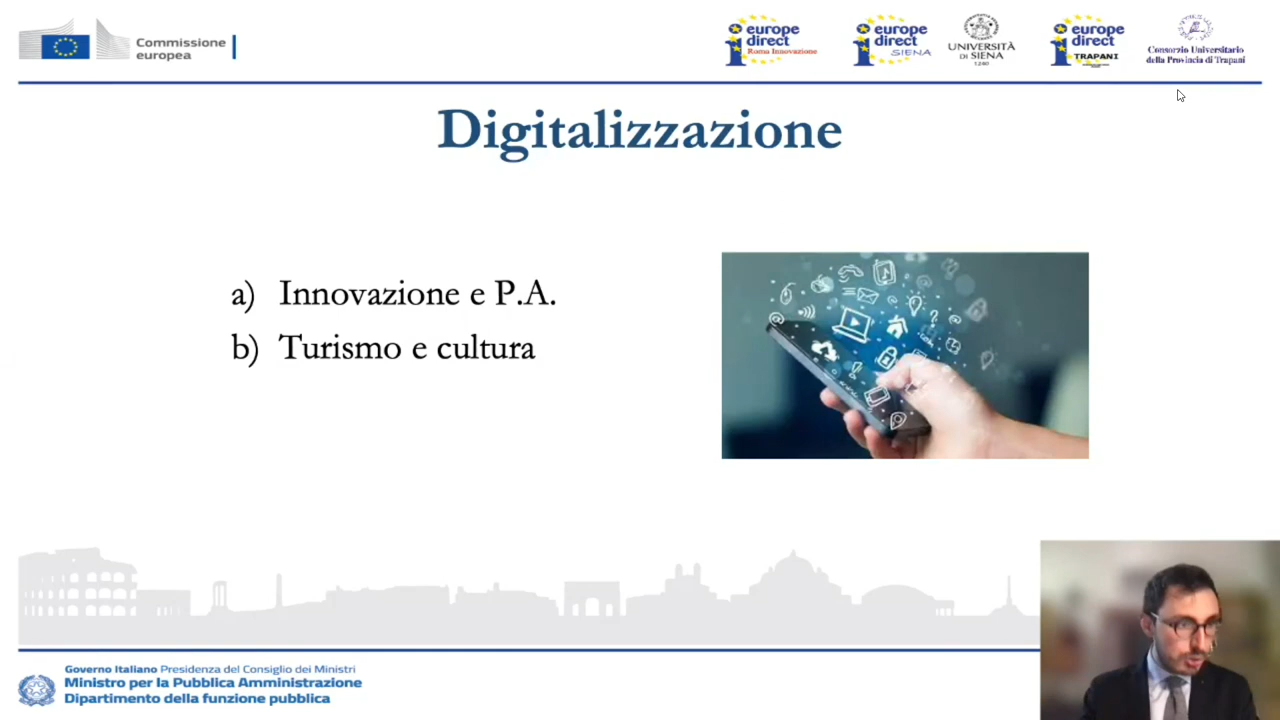 Commissione
europea
europe
direct
Roma Innovazione
europe
direct
SIENA
UNIVERSITÀ
DI SIENA
1240
europe
direct
TRAPANI
Consorzio Universitario
della Provincia di Trapani
Digitalizzazione
a) Innovazione e P.A.
b) Turismo e cultura
Governo Italiano Presidenza del Consiglio dei Ministri
Ministro per la Pubblica Amministrazione
Dipartimento della funzione pubblica